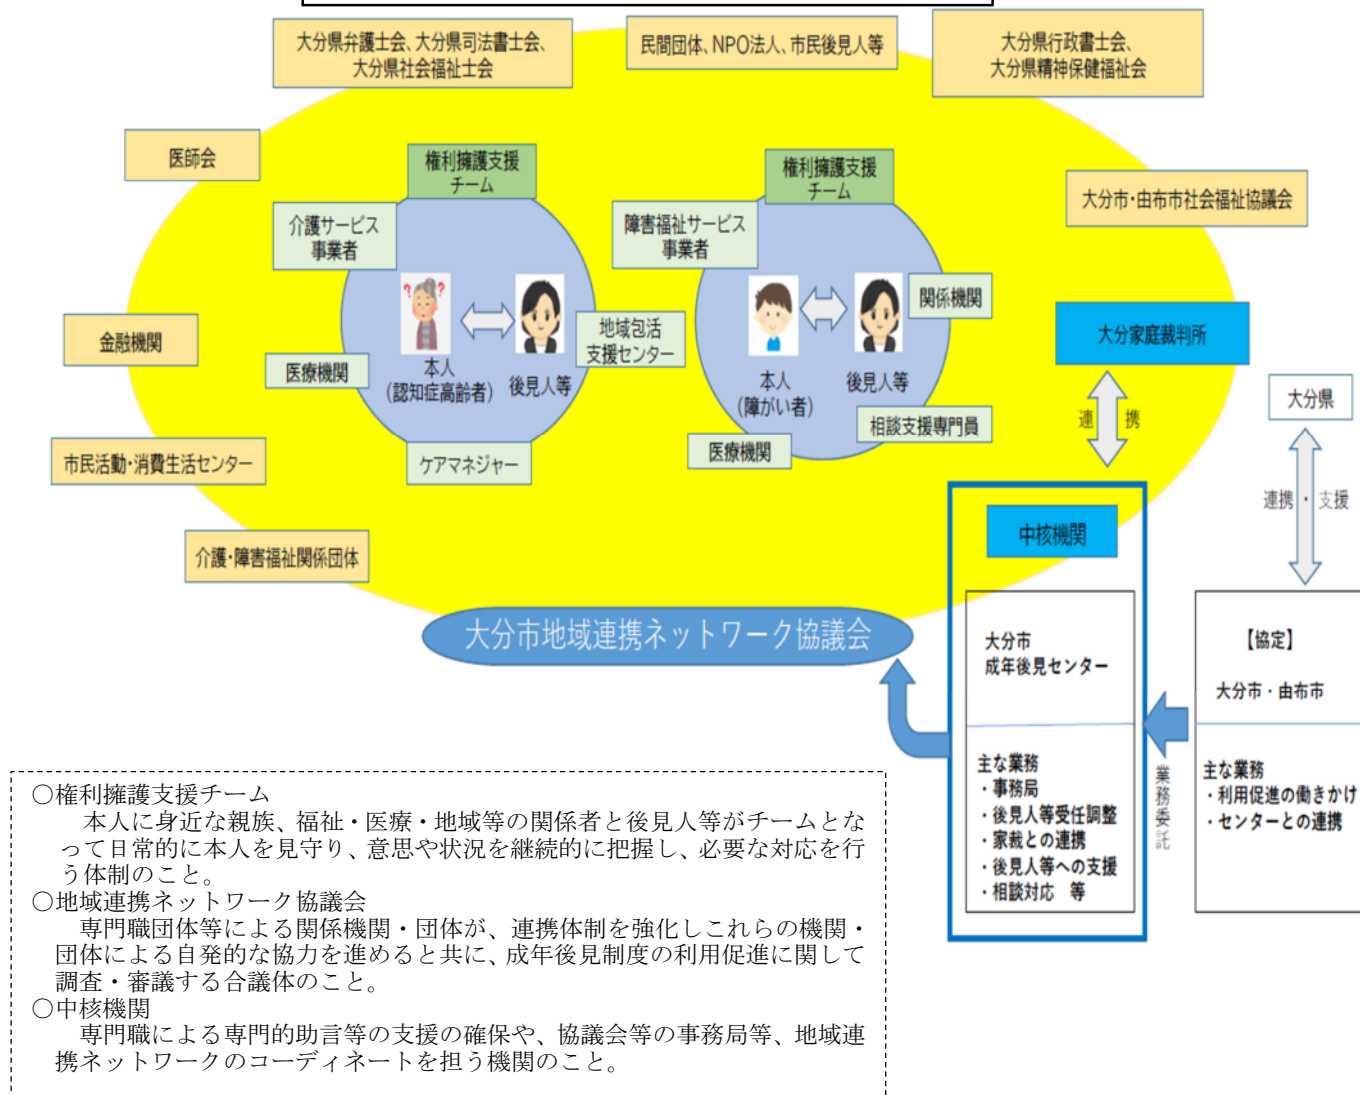 大分県弁護士会、大分県司法書士会、
大分県社会福祉士会
民間団体、NPO法人、市民後見人等
大分県行政書士会、
大分県精神保健福祉会
医師会
権利擁護支援
チーム
権利擁護支援
チーム
大分市・由布市社会福祉協議会
介護サービス
事業者
障害福祉サービス
事業者
関係機関
金融機関
地域包活
支援センター
大分家庭裁判所
医療機関
本人
(認知症高齢者)
後見人等
本人
(障がい者)
後見人等
大分県
連 携
相談支援専門員
医療機関
市民活動・消費生活センター
ケアマネジャー
連携・支援
中核機関
介護・障害福祉関係団体
大分市地域連携ネットワーク協議会
大分市
成年後見センター
【協定】
大分市・由布市
主な業務
・事務局
・後見人等受任調整
・家裁との連携
・後見人等への支援
・相談対応 等
業務委託
主な業務
・利用促進の働きかけ
・センターとの連携
○権利擁護支援チーム
本人に身近な親族、福祉・医療・地域等の関係者と後見人等がチームとな
って日常的に本人を見守り、意思や状況を継続的に把握し、必要な対応を行
う体制のこと。
○地域連携ネットワーク協議会
専門職団体等による関係機関・団体が、連携体制を強化しこれらの機関・
団体による自発的な協力を進めると共に、成年後見制度の利用促進に関して
調査・審議する合議体のこと。
○中核機関
専門職による専門的助言等の支援の確保や、協議会等の事務局等、地域連
携ネットワークのコーディネートを担う機関のこと。